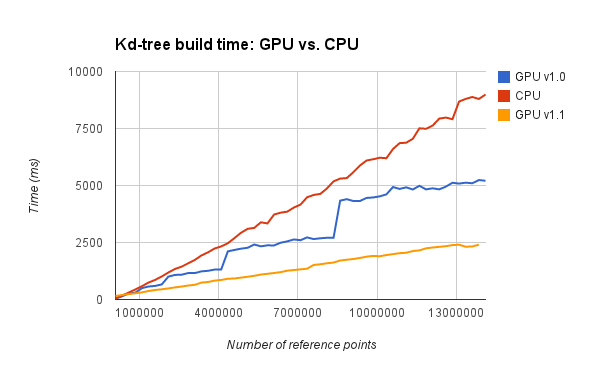 Kd-tree build time: GPU vs. CPU
10000
7500
5000
2500
0
Time (ms)
1000000 4000000 7000000 10000000 13000000
Number of reference points
GPU v1.0
CPU
GPU v1.1